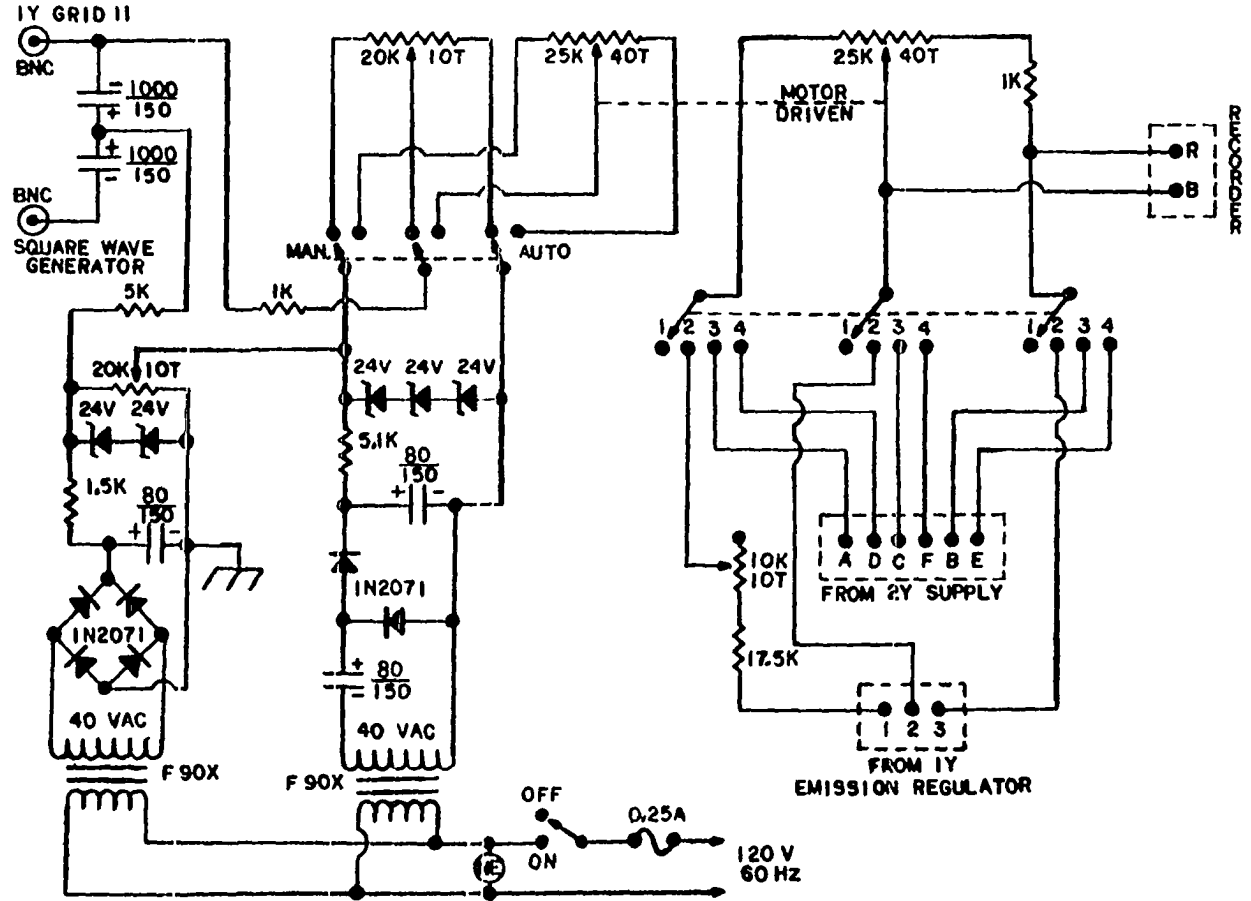 1Y GRID 11
BNC
- 1000
+ 150
+ 1000
- 150
BNC
SQUARE WAVE
GENERATOR
20K 10T
25K 40T
25K 40T
MOTOR
DRIVEN
1K
R
B
RECORDER
MAN.
AUTO
5K
1K
1 2 3 4
1 2 3 4
1 2 3 4
20K 10T
24V 24V
24V 24V 24V
5.1K
80
150
+ -
1.5K
80
150
+ -
1N2071
1N2071
10K
10T
A D C F B E
FROM 2Y SUPPLY
+ 80
- 150
17.5K
40 VAC
40 VAC
1 2 3
F 90X
F 90X
FROM 1Y
EMISSION REGULATOR
OFF
0.25A
ON
NE
120 V
60 Hz